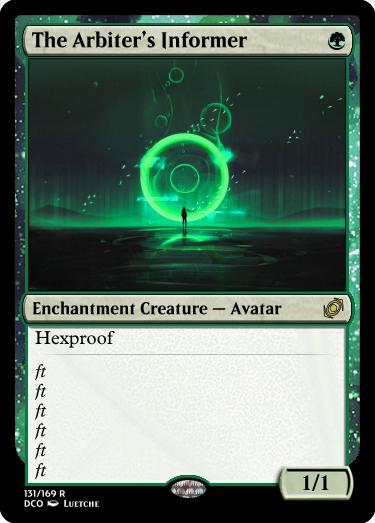 The Arbiter's Informer
Enchantment Creature — Avatar
Hexproof
ft
ft
ft
ft
ft
ft
1/1
131/169 R
DCO Luetche